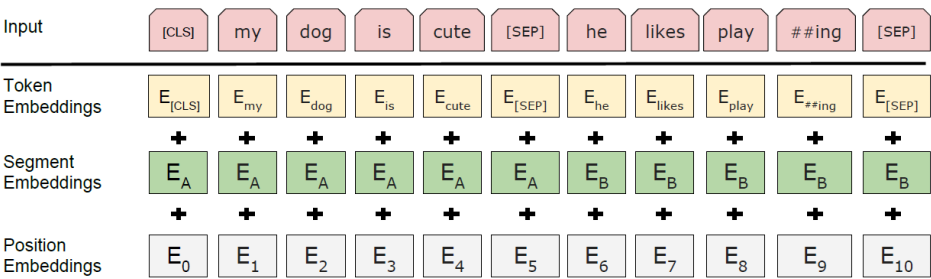 Input [CLS] my dog is cute [SEP] he likes play ##ing [SEP]
Token
Embeddings E[CLS] Emy Edog Eis Ecute E[SEP] Ehe Elikes Eplay E##ing E[SEP]
+ + + + + + + + + + +
Segment
Embeddings EA EA EA EA EA EA EB EB EB EB EB
+ + + + + + + + + + +
Position
Embeddings E0 E1 E2 E3 E4 E5 E6 E7 E8 E9 E10